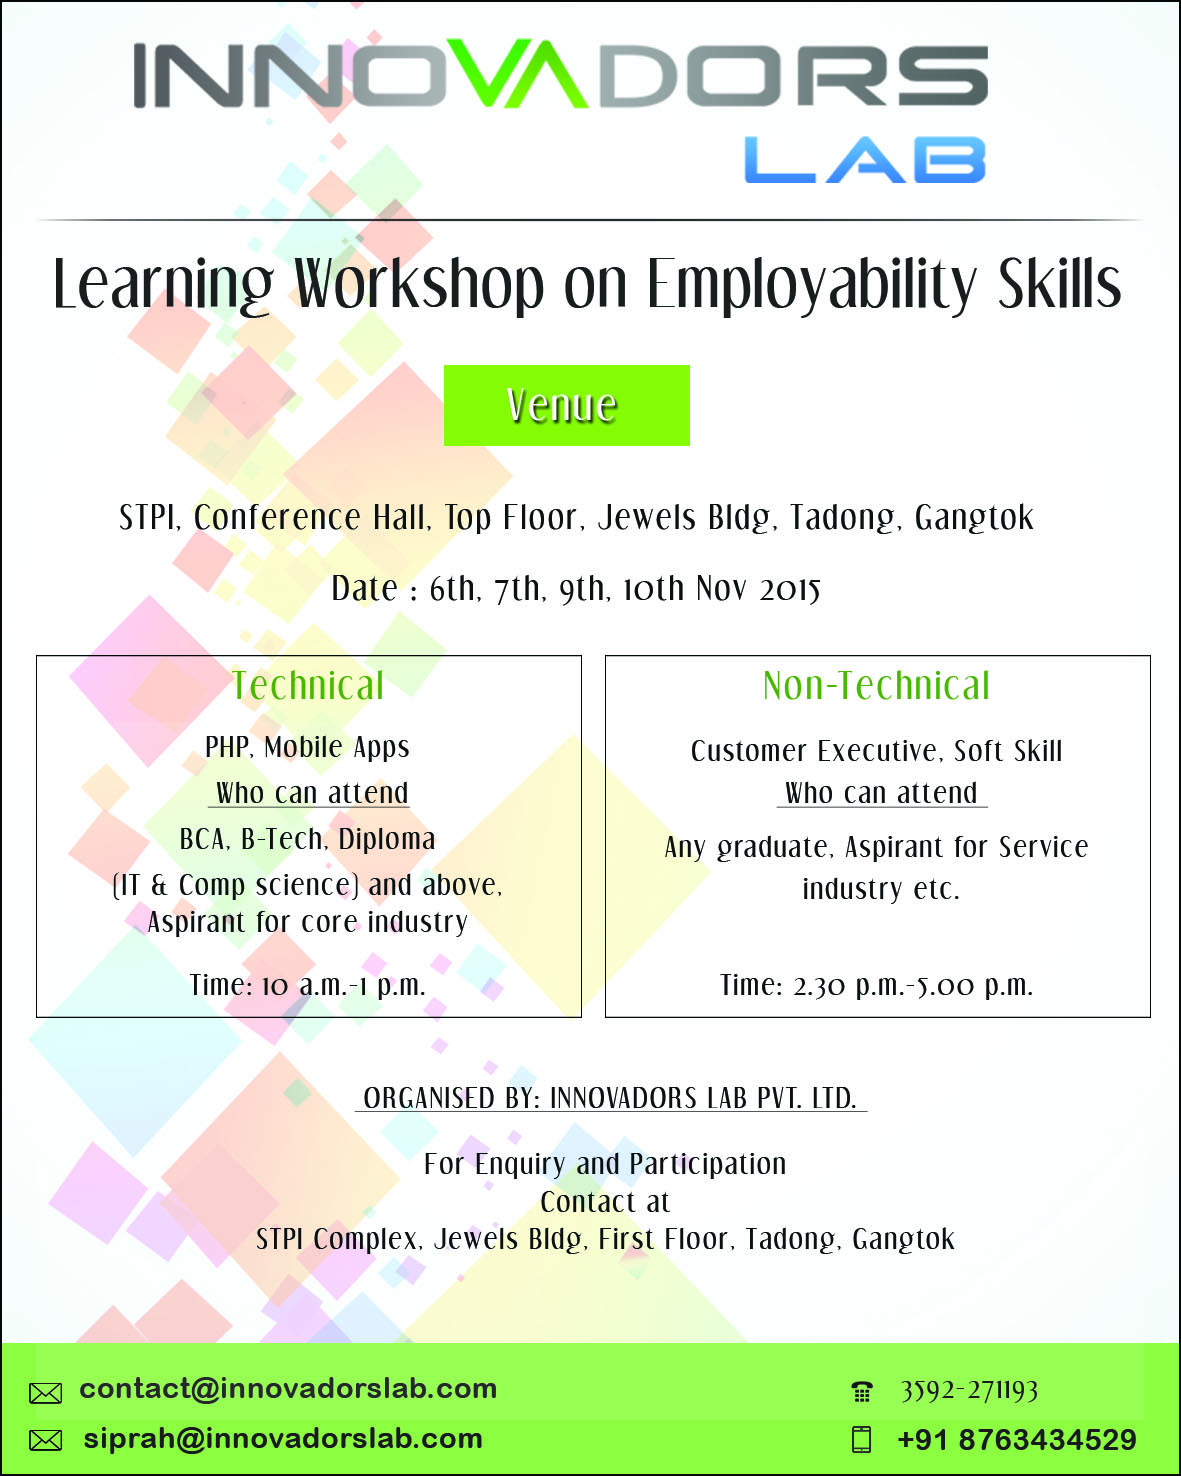 INNOVADORS
LAB
Learning Workshop on Employability Skills
Venue
STPI, Conference Hall, Top Floor, Jewels Bldg, Tadong, Gangtok
Date : 6th, 7th, 9th, 10th Nov 2015
Technical
PHP, Mobile Apps
Who can attend
BCA, B-Tech, Diploma
(IT & Comp science) and above,
Aspirant for core industry
Time: 10 a.m.-1 p.m.
Non-Technical
Customer Executive, Soft Skill
Who can attend
Any graduate, Aspirant for Service
industry etc.
Time: 2.30 p.m.-5.00 p.m.
ORGANISED BY: INNOVADORS LAB PVT. LTD.
For Enquiry and Participation
Contact at
STPI Complex, Jewels Bldg, First Floor, Tadong, Gangtok
contact@innovadorslab.com
3592-271193
siprah@innovadorslab.com
+91 8763434529